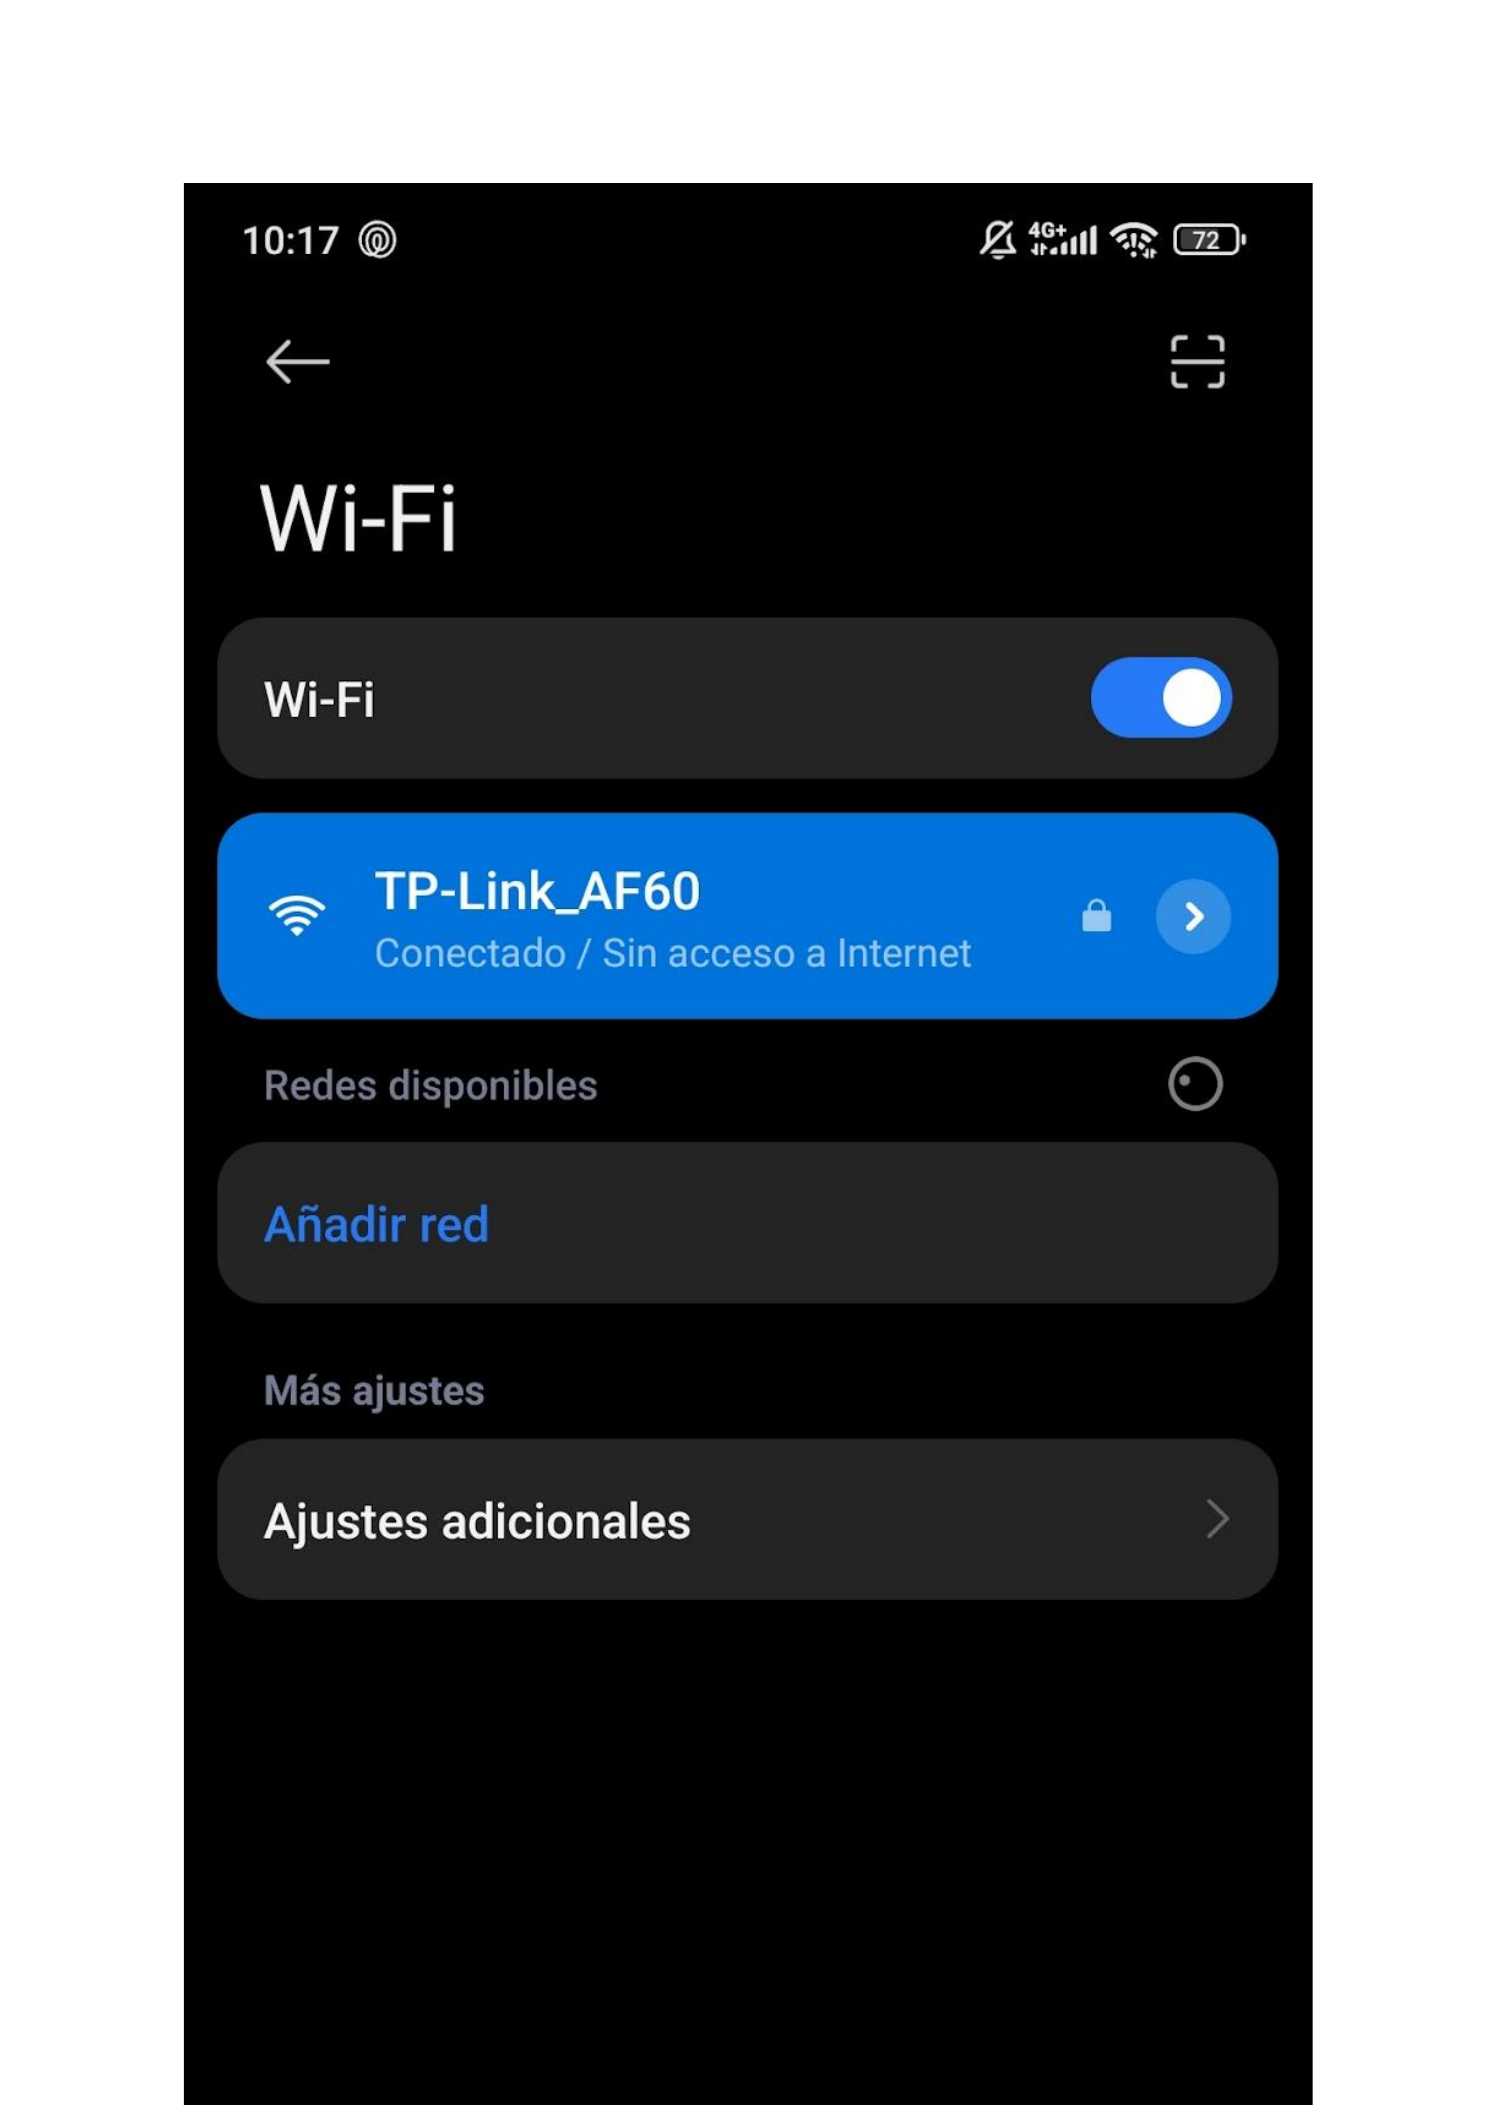 10:17 4G+ 72
Wi-Fi
Wi-Fi
TP-Link_AF60
Conectado / Sin acceso a Internet
Redes disponibles
Añadir red
Más ajustes
Ajustes adicionales